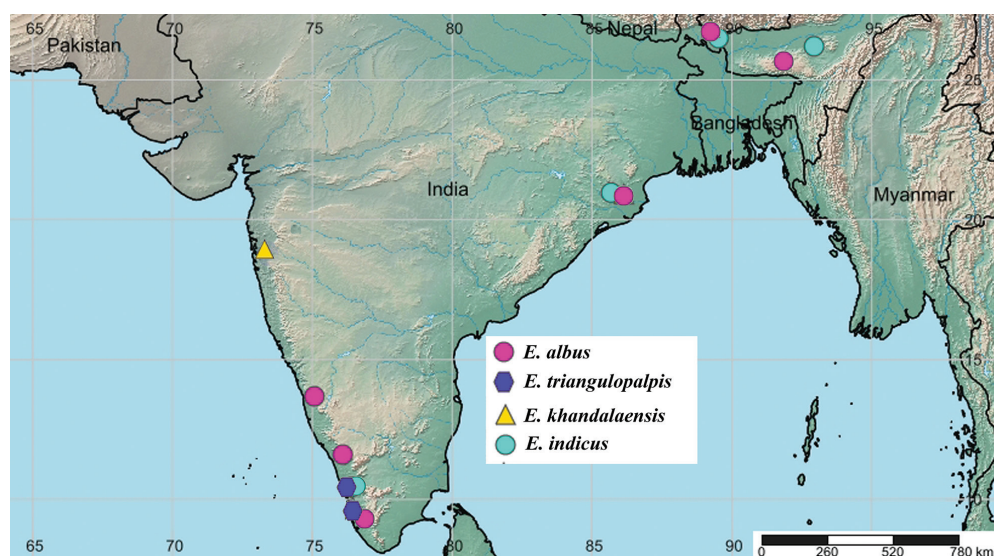 65 70 75 80 85 90 95
Nepal
Pakistan
25
Bangladesh
India
Myanmar
20
E. albus
15
E. triangulopalpis
E. khandalaensis
E. indicus
10
65 70 75 80 85 90
0 260 520 780 km